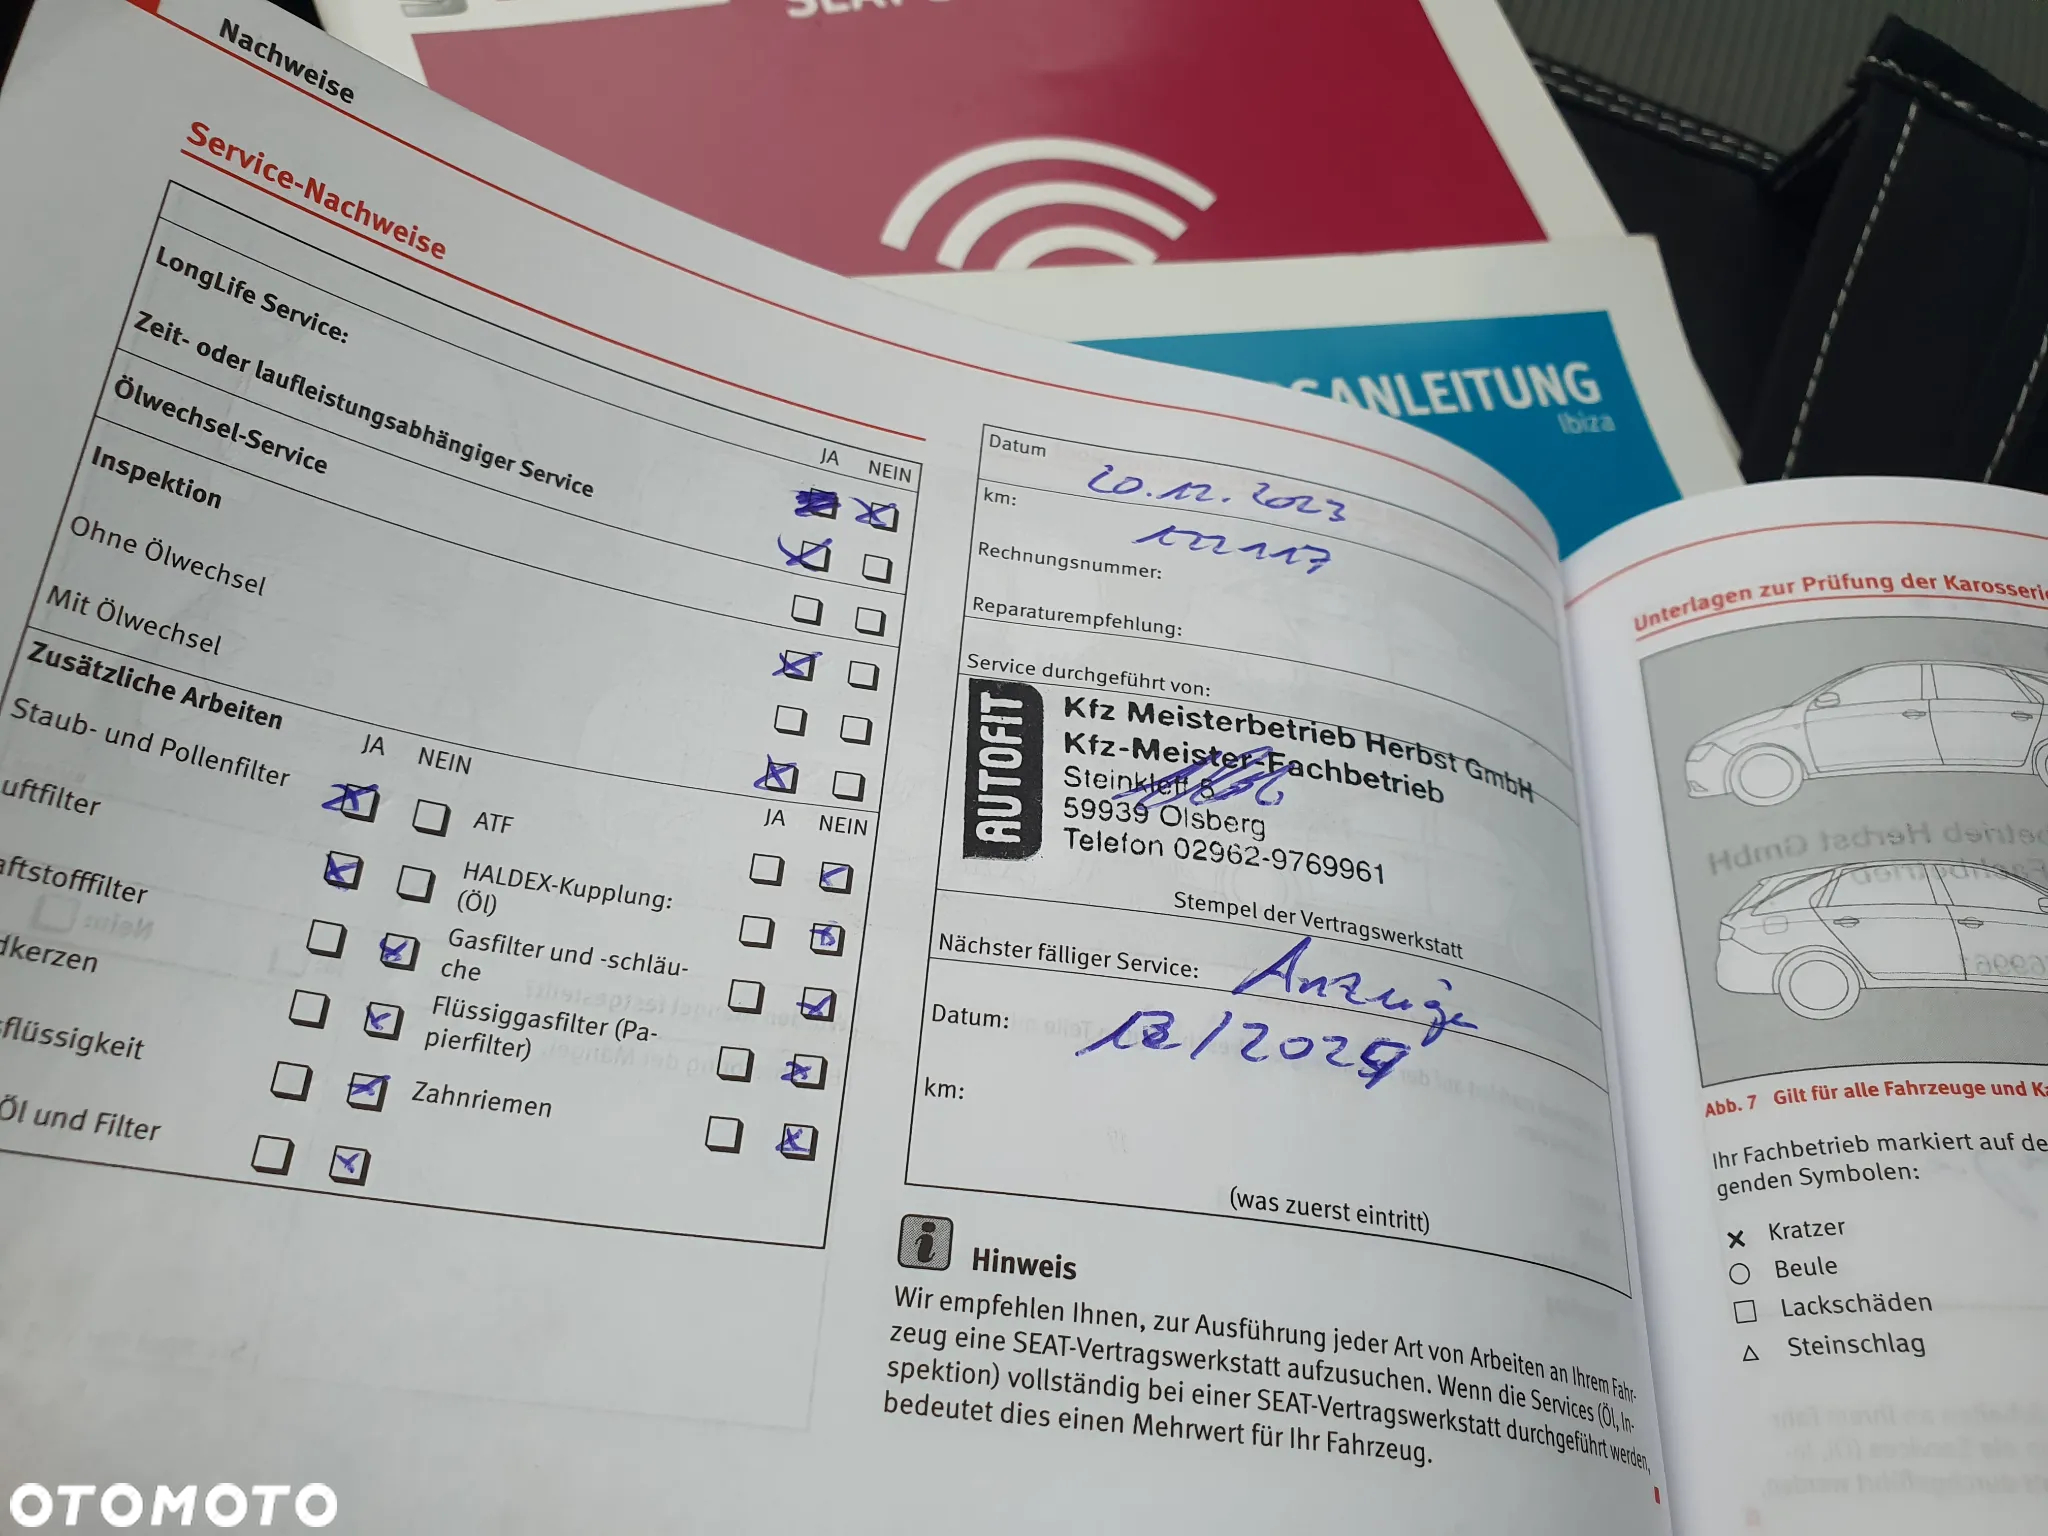 Nachweise
Service-Nachweise
JA NEIN
LongLife Service:
Zeit- oder laufleistungsabhängiger Service
Ölwechsel-Service
Inspektion
Ohne Ölwechsel
Mit Ölwechsel
Zusätzliche Arbeiten
JA NEIN
JA NEIN
Staub- und Pollenfilter
ATF
uftfilter
HALDEX-Kupplung:
(Öl)
aftstofffilter
Gasfilter und -schläu-
che
dkerzen
Flüssiggasfilter (Pa-
pierfilter)
sflüssigkeit
Zahnriemen
Öl und Filter
Datum 20.12.2023
km: 122117
Rechnungsnummer:
Reparaturempfehlung:
Service durchgeführt von:
AUTOFIT
Kfz Meisterbetrieb Herbst GmbH
Kfz-Meister-Fachbetrieb
Steinkleff 8
59939 Olsberg
Telefon 02962-9769961
Stempel der Vertragswerkstatt
Nächster fälliger Service: Anzeige
Datum:
km:
(was zuerst eintritt)
Hinweis
Wir empfehlen Ihnen, zur Ausführung jeder Art von Arbeiten an Ihrem Fahr-
zeug eine SEAT-Vertragswerkstatt aufzusuchen. Wenn die Services (Öl, In-
spektion) vollständig bei einer SEAT-Vertragswerkstatt durchgeführt werden,
bedeutet dies einen Mehrwert für Ihr Fahrzeug.
SANLEITUNG
Ibiza
Unterlagen zur Prüfung der Karosserie
Abb. 7 Gilt für alle Fahrzeuge und Ka
Ihr Fachbetrieb markiert auf de
genden Symbolen:
Kratzer
Beule
Lackschäden
Steinschlag
OTOMOTO